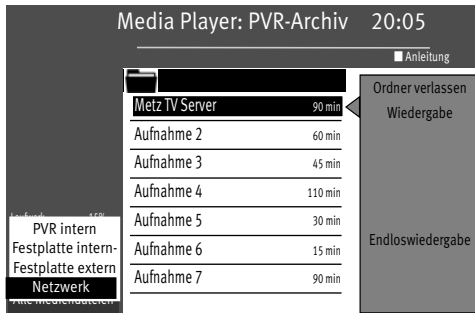 Media Player: PVR-Archiv 20:05
Anleitung
Ordner verlassen
Metz TV Server 90 min
Wiedergabe
Aufnahme 2 60 min
Aufnahme 3 45 min
Aufnahme 4 110 min
Aufnahme 5 30 min
Aufnahme 6 15 min
Aufnahme 7 90 min
Endloswiedergabe
PVR intern
Festplatte intern-
Festplatte extern
Netzwerk
Alle Mediendateien